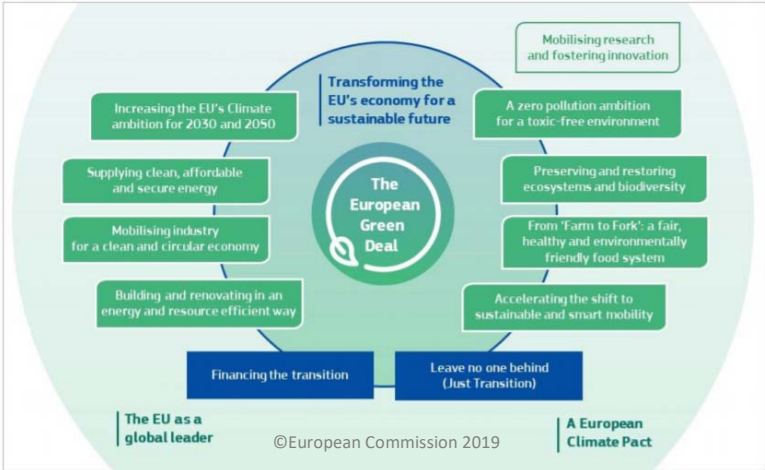 Mobilising research
and fostering innovation
Transforming the
EU's economy for a
sustainable future
Increasing the EU's Climate
ambition for 2030 and 2050
A zero pollution ambition
for a toxic-free environment
Supplying clean, affordable
and secure energy
Preserving and restoring
ecosystems and biodiversity
The
European
Green
Deal
Mobilising industry
for a clean and circular economy
From 'Farm to Fork': a fair,
healthy and environmentally
friendly food system
Building and renovating in an
energy and resource efficient way
Accelerating the shift to
sustainable and smart mobility
Financing the transition
Leave no one behind
(Just Transition)
The EU as a
global leader
©European Commission 2019
A European
Climate Pact